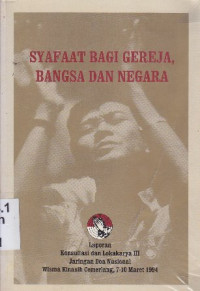 SYAFAAT BAGI GEREJA,
BANGSA DAN NEGARA
Laporan
Konsultasi dan Lokakarya III
Jaringan Doa Nasional
Wisma Kinasih Cemerlang, 7-10 Maret 1994